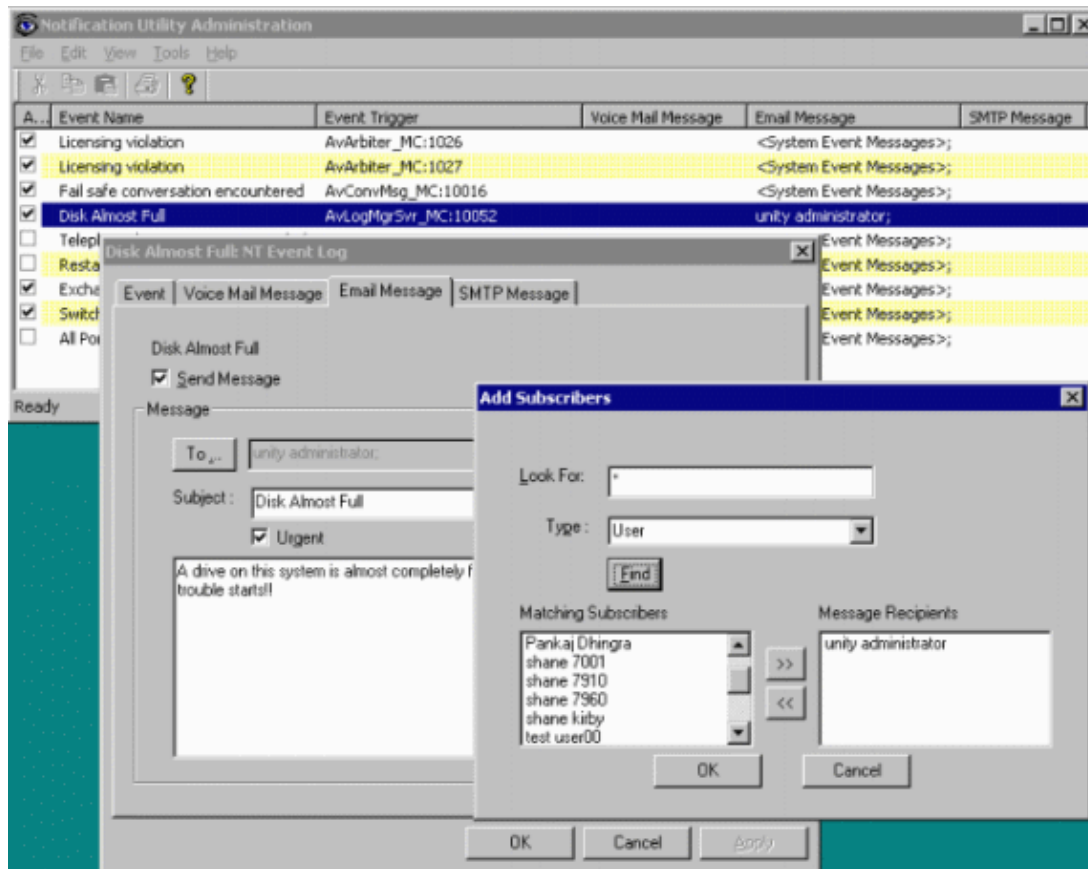 Notification Utility Administration
File Edit View Tools Help
A... Event Name Event Trigger Voice Mail Message Email Message SMTP Message
Licensing violation AvArbiter_MC:1026 <System Event Messages>;
Licensing violation AvArbiter_MC:1027 <System Event Messages>;
Fail safe conversation encountered AvConvMsg_MC:10016 <System Event Messages>;
Disk Almost Full AvLogMgrSvr_MC:10052 unity administrator;
Event Messages>;
Event Messages>;
Event Messages>;
Event Messages>;
All Event Messages>;
Ready
Disk Almost Full: NT Event Log
Event Voice Mail Message Email Message SMTP Message
Disk Almost Full
Send Message
Message
To... unity administrator;
Subject : Disk Almost Full
Urgent
A drive on this system is almost completely
trouble starts!!
OK Cancel Apply
Add Subscribers
Look For: *
Type : User
Find
Matching Subscribers Message Recipients
Pankaj Dhingra
shane 7001
shane 7910
shane 7960
shane kirby
test user00
>>
<<
unity administrator
OK Cancel